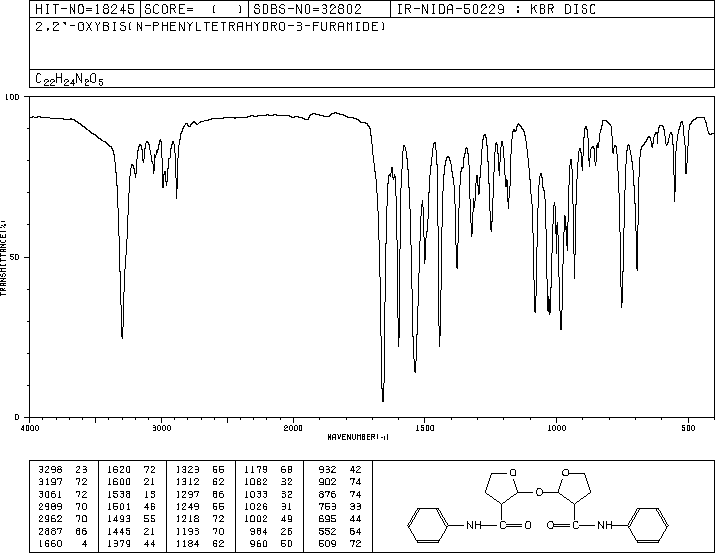 HIT-NO=18245 SCORE= ( ) SDBS-NO=32802 IR-NIDA-50229 : KBR DISC
2,2'-OXYBIS(N-PHENYLTETRAHYDRO-3-FURAMIDE)
C22H24N2O5
100
50
0
TRANSMITTANCE(%)
4000 3000 2000 1500 1000 500
WAVENUMBER(-1)
3298 23 1620 72 1323 55 1179 68 932 42
3197 72 1600 21 1312 62 1082 32 902 74
3061 72 1538 13 1297 66 1033 32 876 74
2989 70 1501 46 1249 55 1026 31 753 33
2962 70 1493 55 1218 72 1002 49 695 44
2887 66 1445 21 1193 70 984 26 552 64
1660 4 1379 44 1184 62 960 50 509 72
O O
O
NH C O O C NH